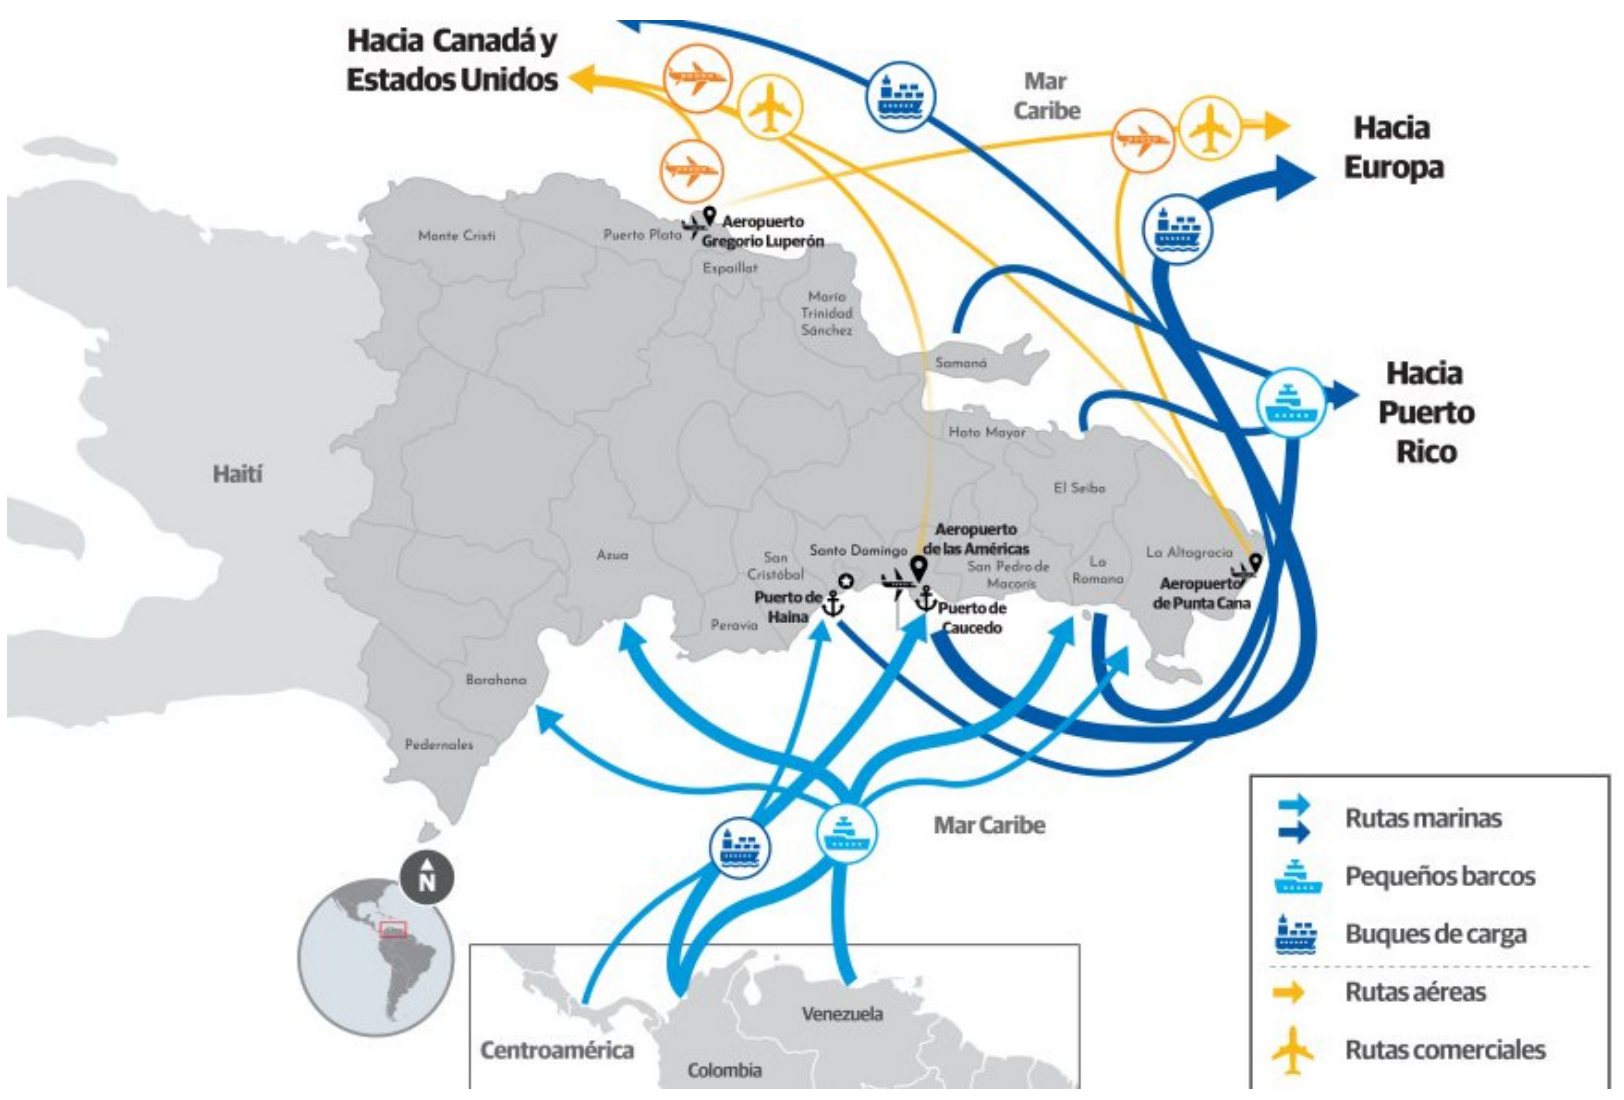 Hacia Canadá y
Estados Unidos
Mar
Caribe
Hacia
Europa
Hacia
Puerto
Rico
Haití
Monte Cristi
Puerto Plata
Aeropuerto
Gregorio Luperón
Espaillat
María
Trinidad
Sánchez
Samaná
Hato Mayor
El Seibo
Aeropuerto
de las Américas
Santo Domingo
San Pedro de
Macorís
La
Romana
La Altagracia
Aeropuerto
de Punta Cana
Azua
San
Cristóbal
Puerto de
Haina
Puerto de
Caucedo
Peravia
Barahona
Pedernales
Mar Caribe
N
Centroamérica
Colombia
Venezuela
Rutas marinas
Pequeños barcos
Buques de carga
Rutas aéreas
Rutas comerciales